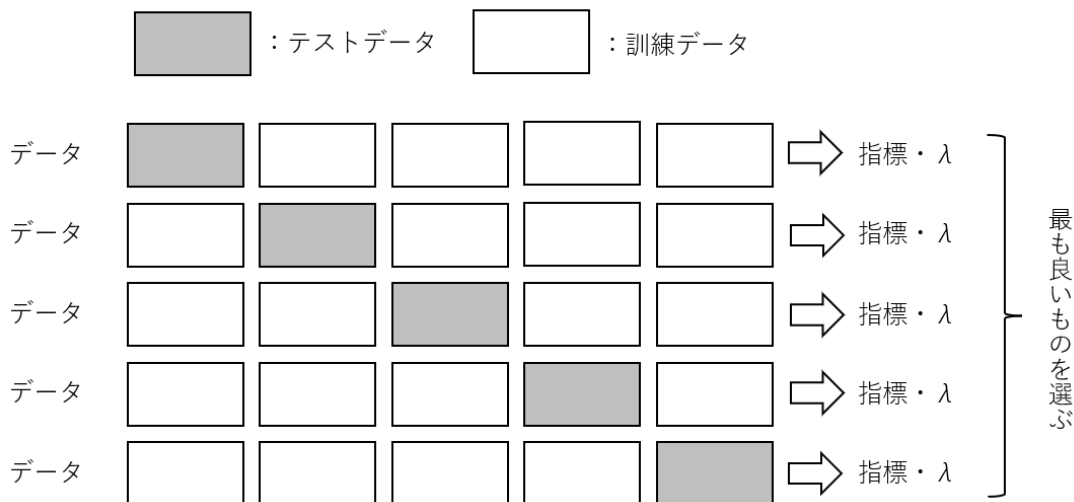 ：テストデータ
：訓練データ
データ
指標・λ
データ
指標・λ
データ
指標・λ
データ
指標・λ
データ
指標・λ
最も良いものを選ぶ